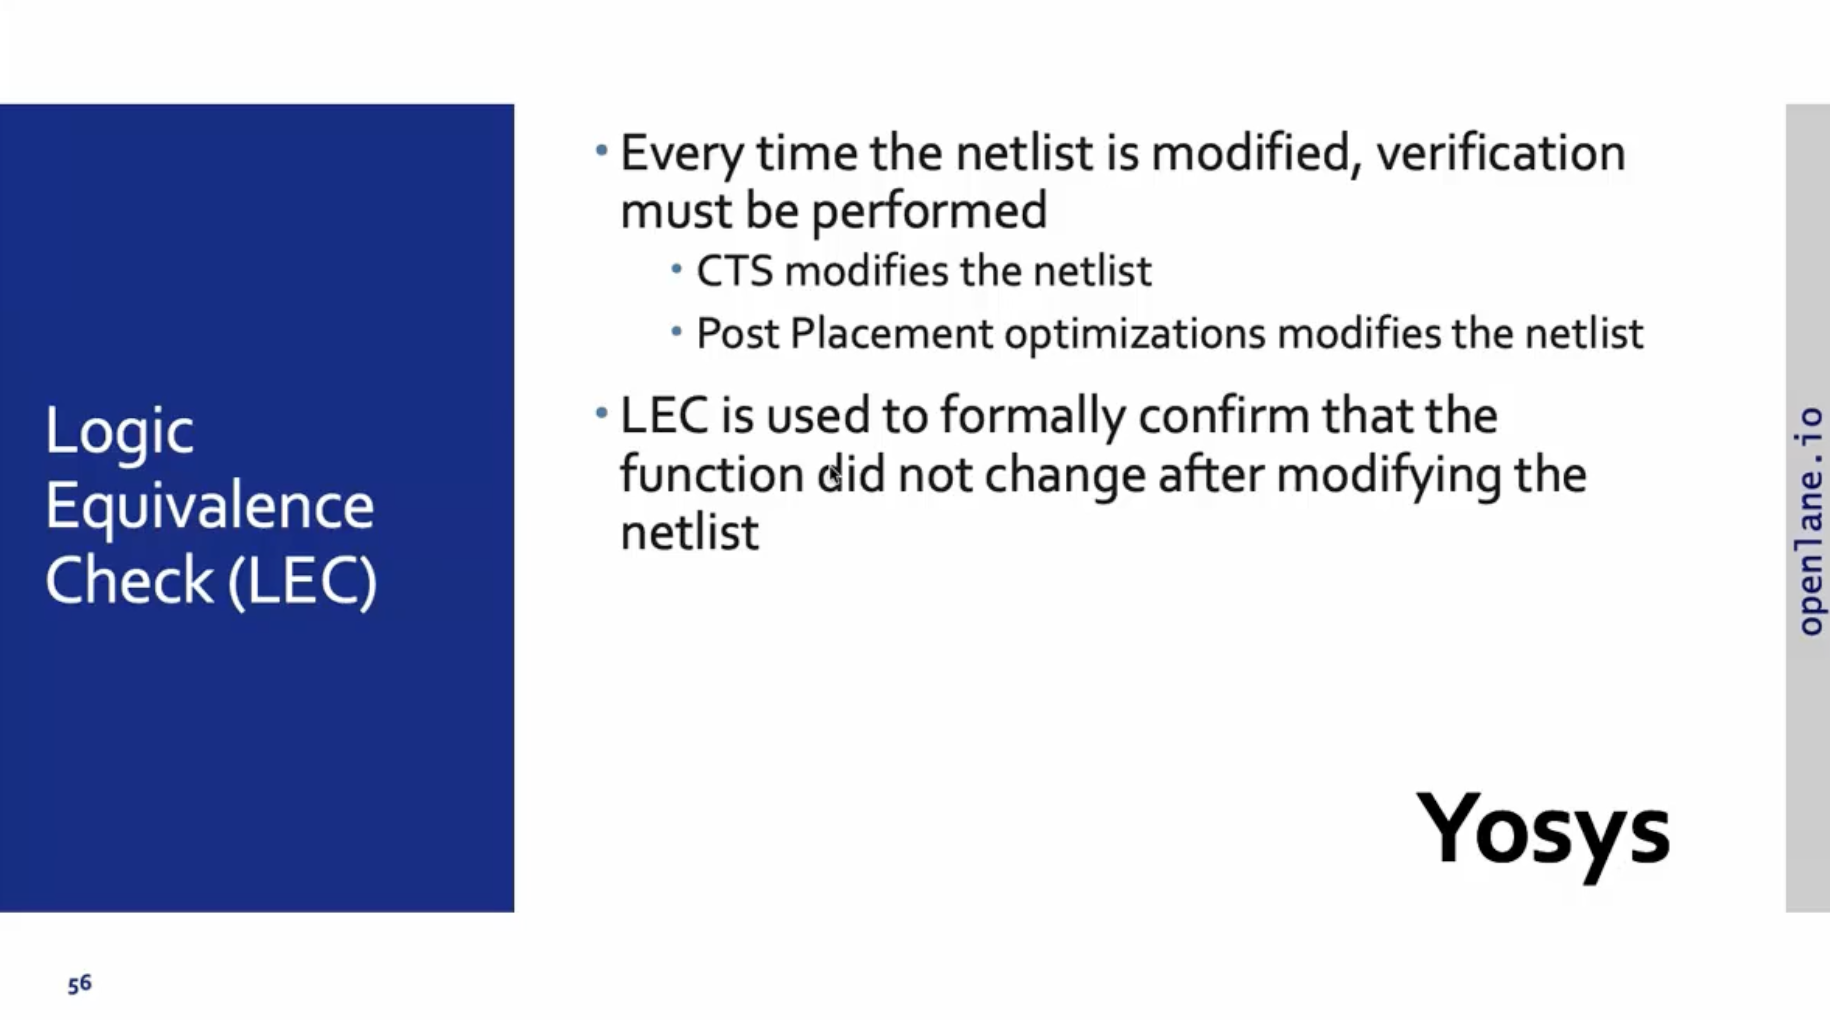 Logic
Equivalence
Check (LEC)
• Every time the netlist is modified, verification
must be performed
• CTS modifies the netlist
• Post Placement optimizations modifies the netlist
• LEC is used to formally confirm that the
function did not change after modifying the
netlist
Yosys
openlane.io
56